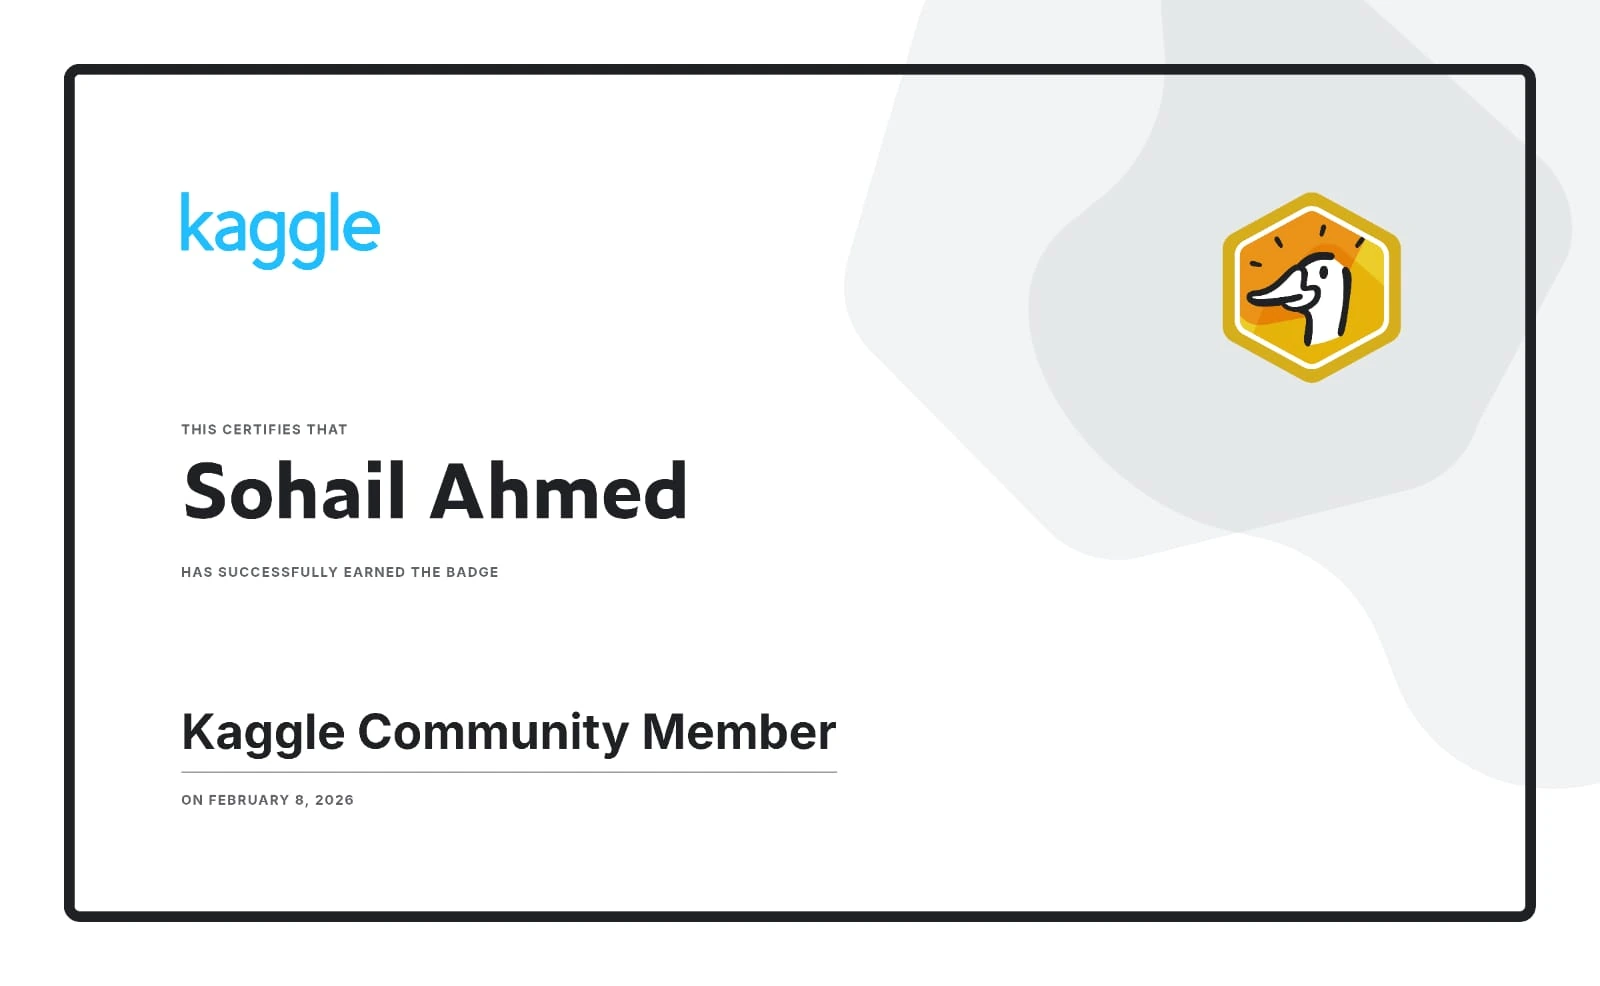 kaggle
THIS CERTIFIES THAT
Sohail Ahmed
HAS SUCCESSFULLY EARNED THE BADGE
Kaggle Community Member
ON FEBRUARY 8, 2026